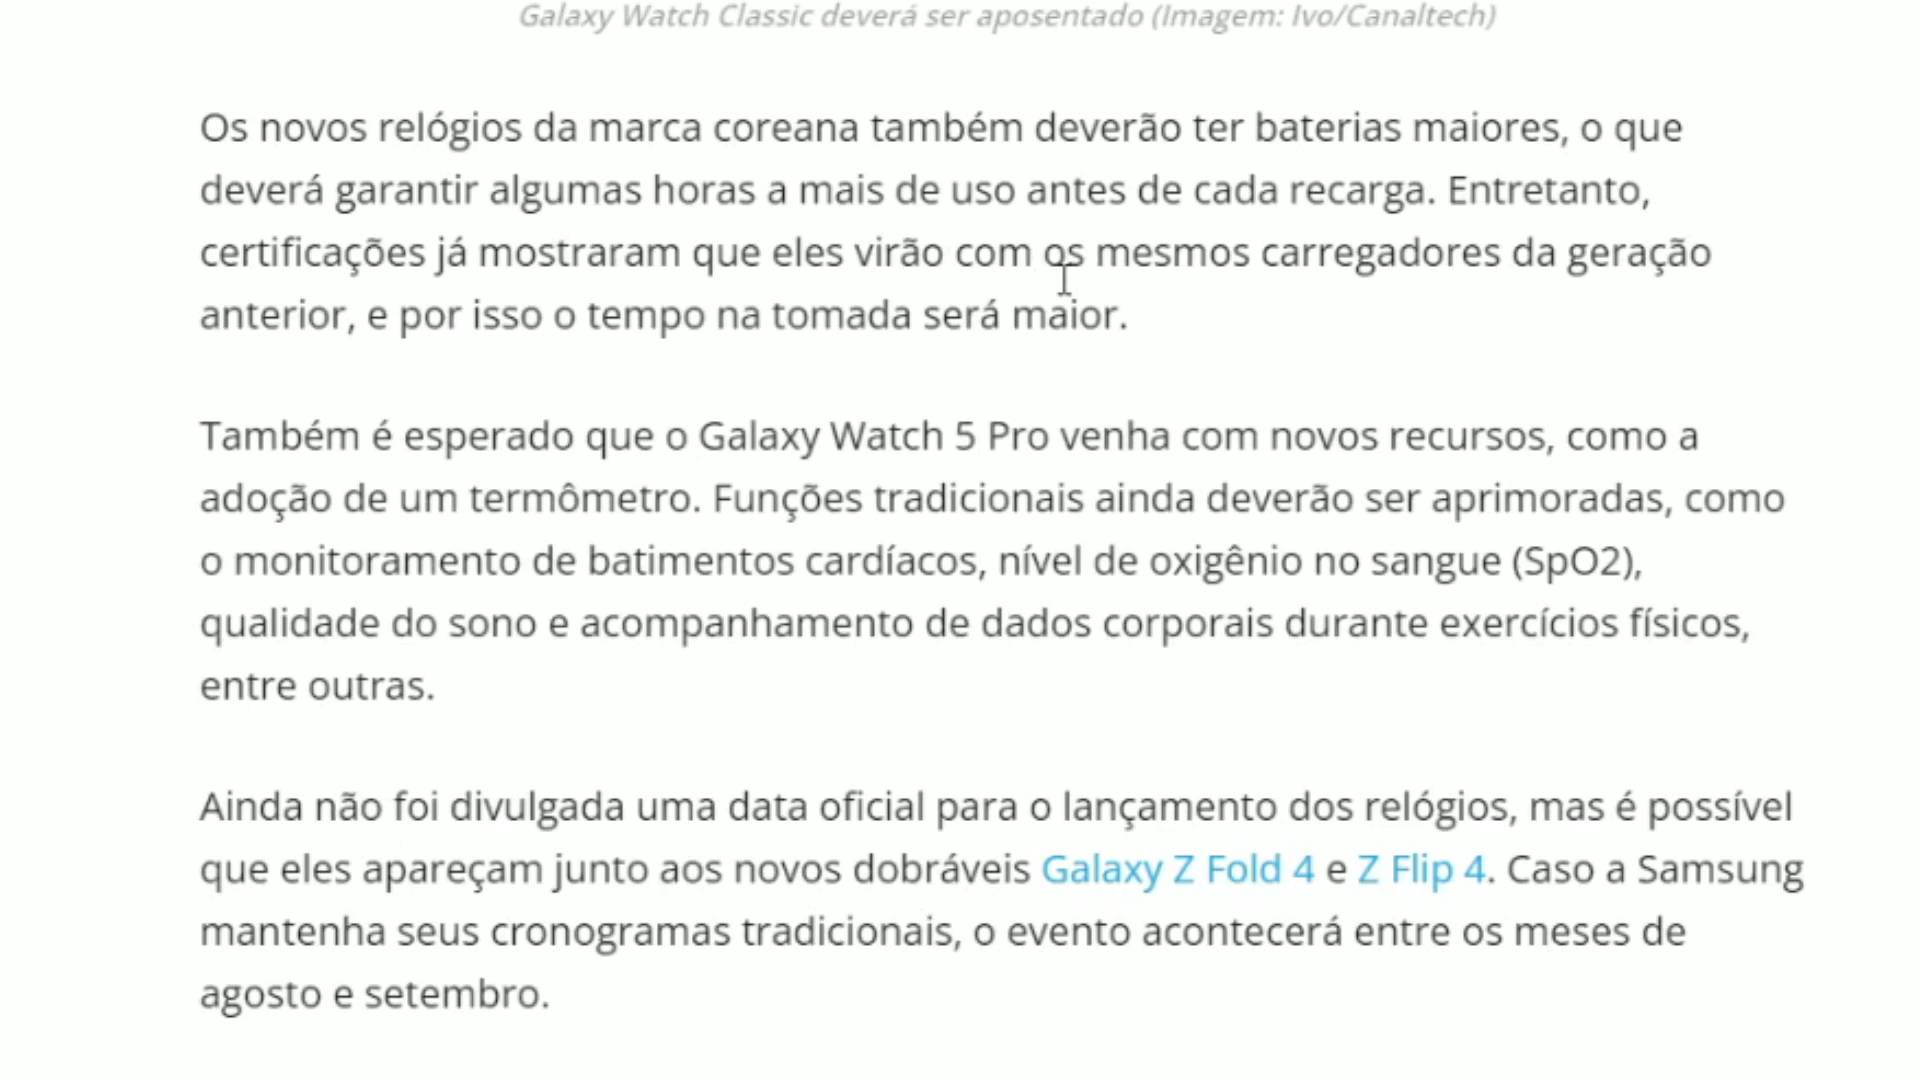 Galaxy Watch Classic deverá ser aposentado (Imagem: Ivo/Canaltech)
Os novos relógios da marca coreana também deverão ter baterias maiores, o que
deverá garantir algumas horas a mais de uso antes de cada recarga. Entretanto,
certificações já mostraram que eles virão com os mesmos carregadores da geração
anterior, e por isso o tempo na tomada será maior.
Também é esperado que o Galaxy Watch 5 Pro venha com novos recursos, como a
adoção de um termômetro. Funções tradicionais ainda deverão ser aprimoradas, como
o monitoramento de batimentos cardíacos, nível de oxigênio no sangue (SpO2),
qualidade do sono e acompanhamento de dados corporais durante exercícios físicos,
entre outras.
Ainda não foi divulgada uma data oficial para o lançamento dos relógios, mas é possível
que eles apareçam junto aos novos dobráveis Galaxy Z Fold 4 e Z Flip 4. Caso a Samsung
mantenha seus cronogramas tradicionais, o evento acontecerá entre os meses de
agosto e setembro.